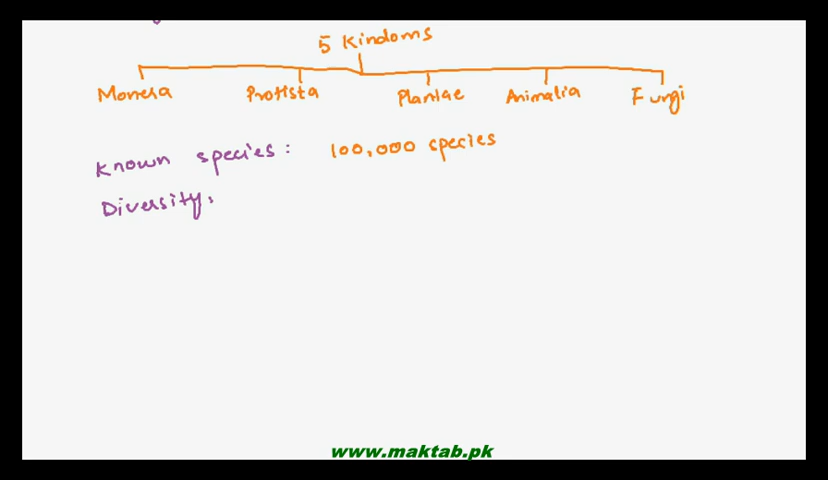 5 Kindoms
Monera Protista Plantae Animalia Fungi
Known species: 100,000 species
Diversity:
www.maktab.pk